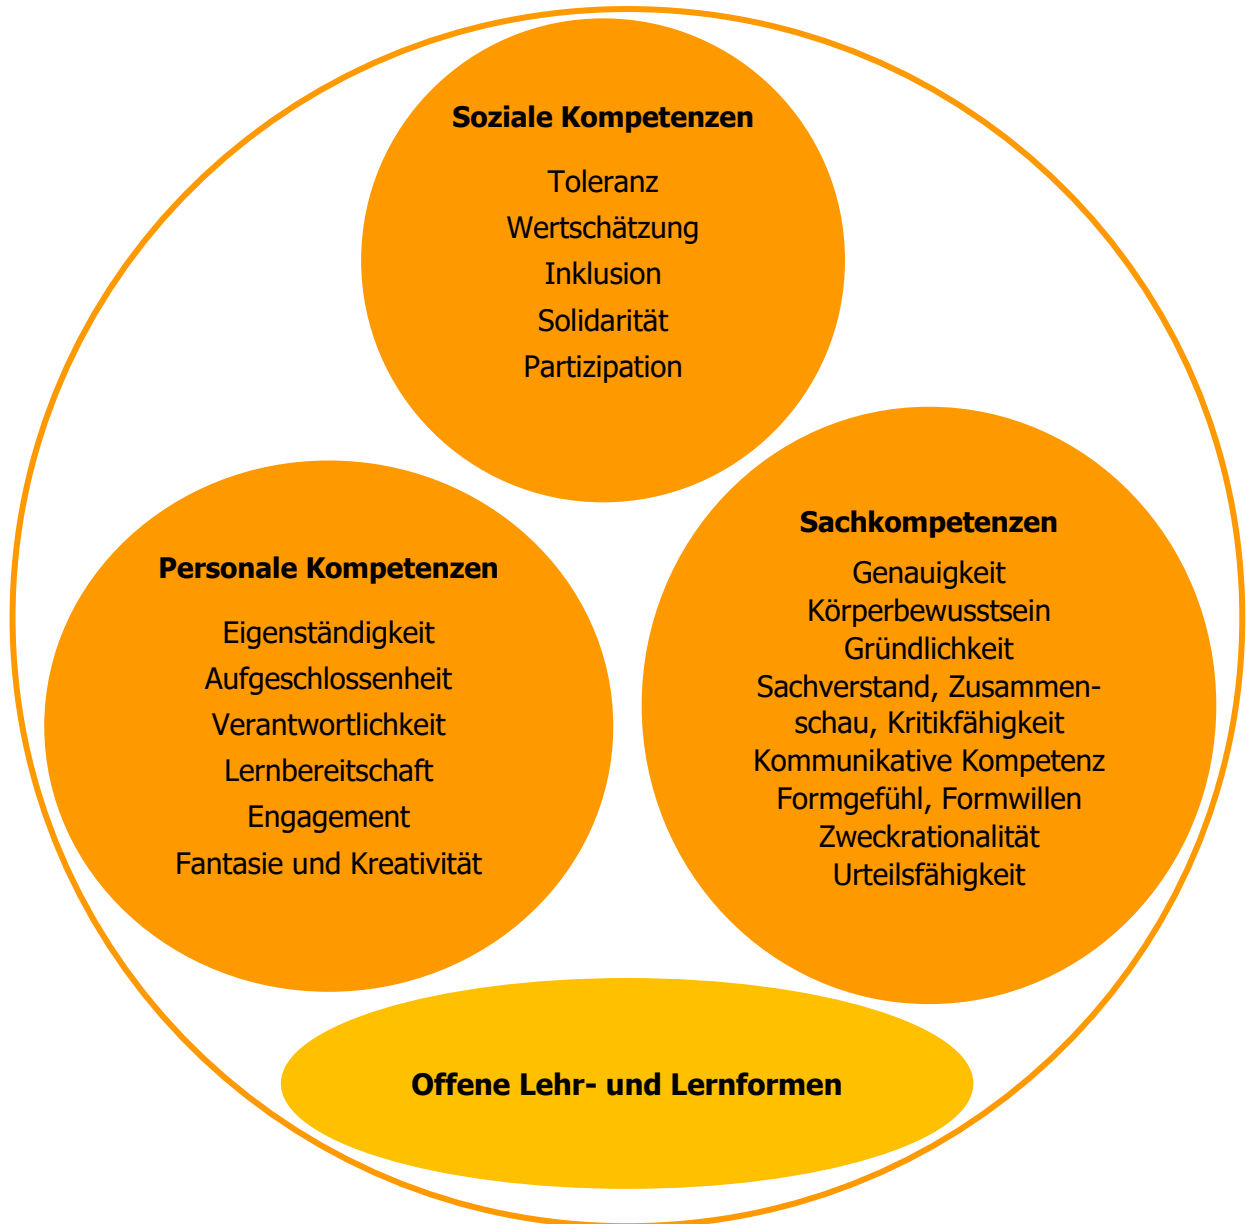 Soziale Kompetenzen
Toleranz
Wertschätzung
Inklusion
Solidarität
Partizipation
Personale Kompetenzen
Eigenständigkeit
Aufgeschlossenheit
Verantwortlichkeit
Lernbereitschaft
Engagement
Fantasie und Kreativität
Sachkompetenzen
Genauigkeit
Körperbewusstsein
Gründlichkeit
Sachverstand, Zusammen-
schau, Kritikfähigkeit
Kommunikative Kompetenz
Formgefühl, Formwillen
Zweckrationalität
Urteilsfähigkeit
Offene Lehr- und Lernformen